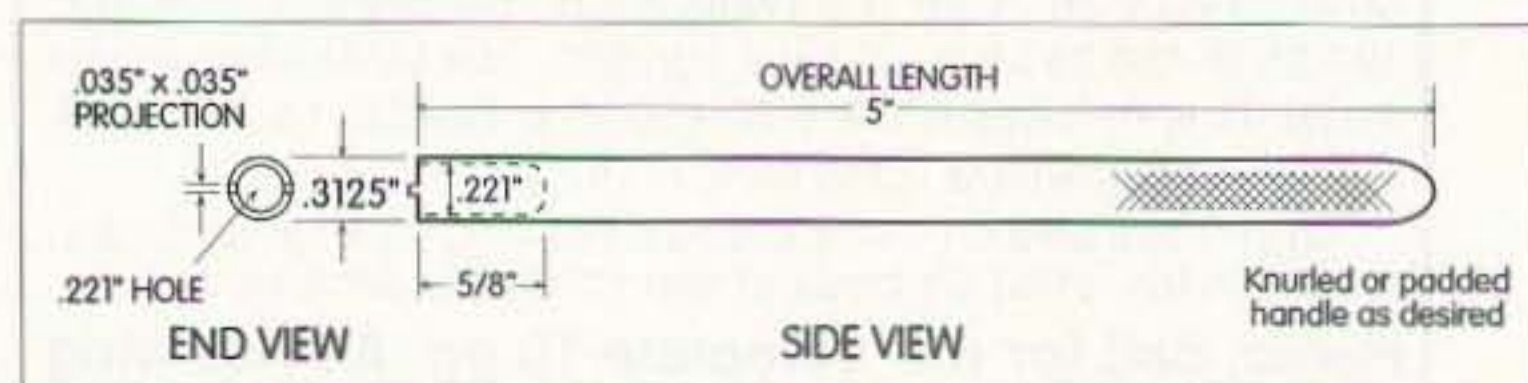 .035" x .035"
PROJECTION
OVERALL LENGTH
5"
.3125"
.221"
.221" HOLE
5/8"
Knurled or padded
handle as desired
END VIEW
SIDE VIEW